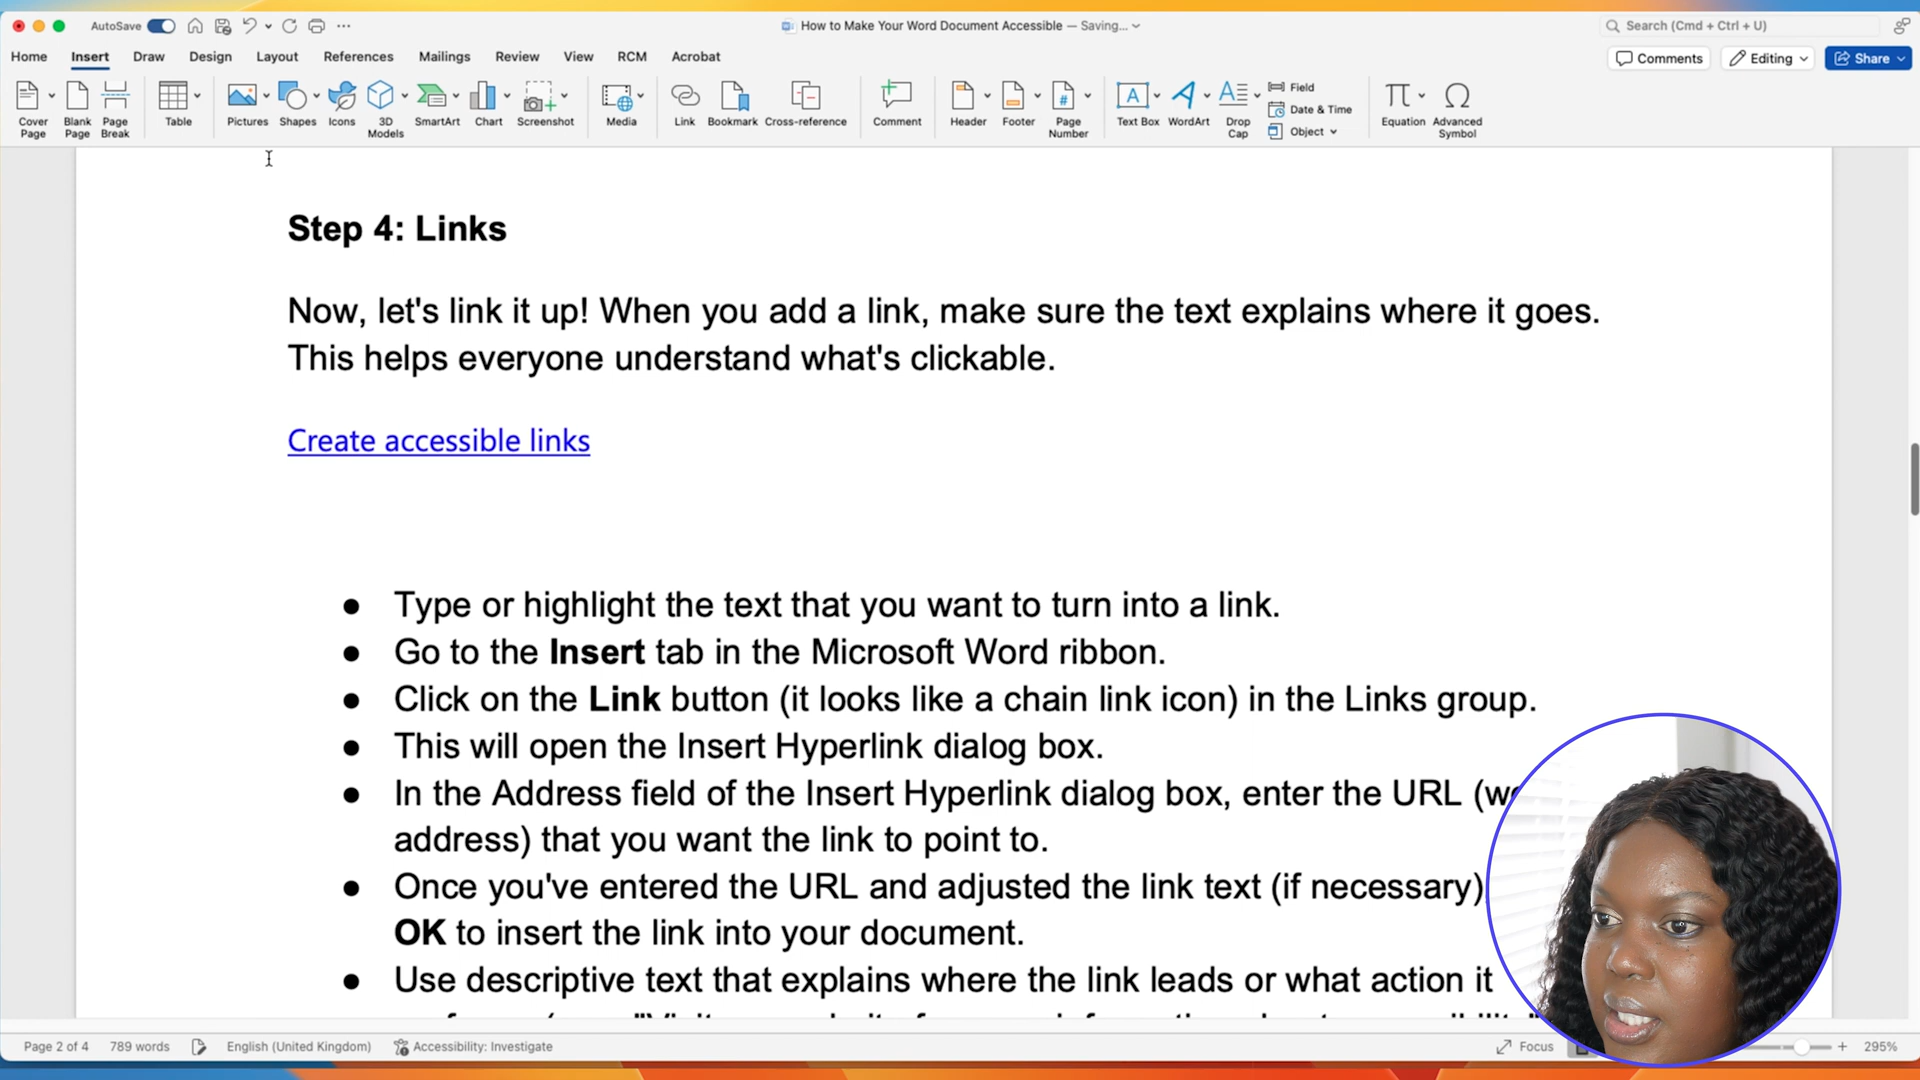 AutoSave
How to Make Your Word Document Accessible — Saving...
Search (Cmd + Ctrl + U)
Home Insert Draw Design Layout References Mailings Review View RCM Acrobat
Comments Editing Share
Cover Page
Blank Page
Page Break
Table
Pictures
Shapes
Icons
3D Models
SmartArt
Chart
Screenshot
Media
Link
Bookmark
Cross-reference
Comment
Header
Footer
Page Number
Text Box
WordArt
Drop Cap
Field
Date & Time
Object
Equation
Advanced Symbol
Step 4: Links
Now, let's link it up! When you add a link, make sure the text explains where it goes.
This helps everyone understand what's clickable.
Create accessible links
● Type or highlight the text that you want to turn into a link.
● Go to the Insert tab in the Microsoft Word ribbon.
● Click on the Link button (it looks like a chain link icon) in the Links group.
● This will open the Insert Hyperlink dialog box.
● In the Address field of the Insert Hyperlink dialog box, enter the URL
address) that you want the link to point to.
● Once you've entered the URL and adjusted the link text (if necessary)
OK to insert the link into your document.
● Use descriptive text that explains where the link leads or what action it
Page 2 of 4 789 words English (United Kingdom) Accessibility: Investigate
Focus 295%